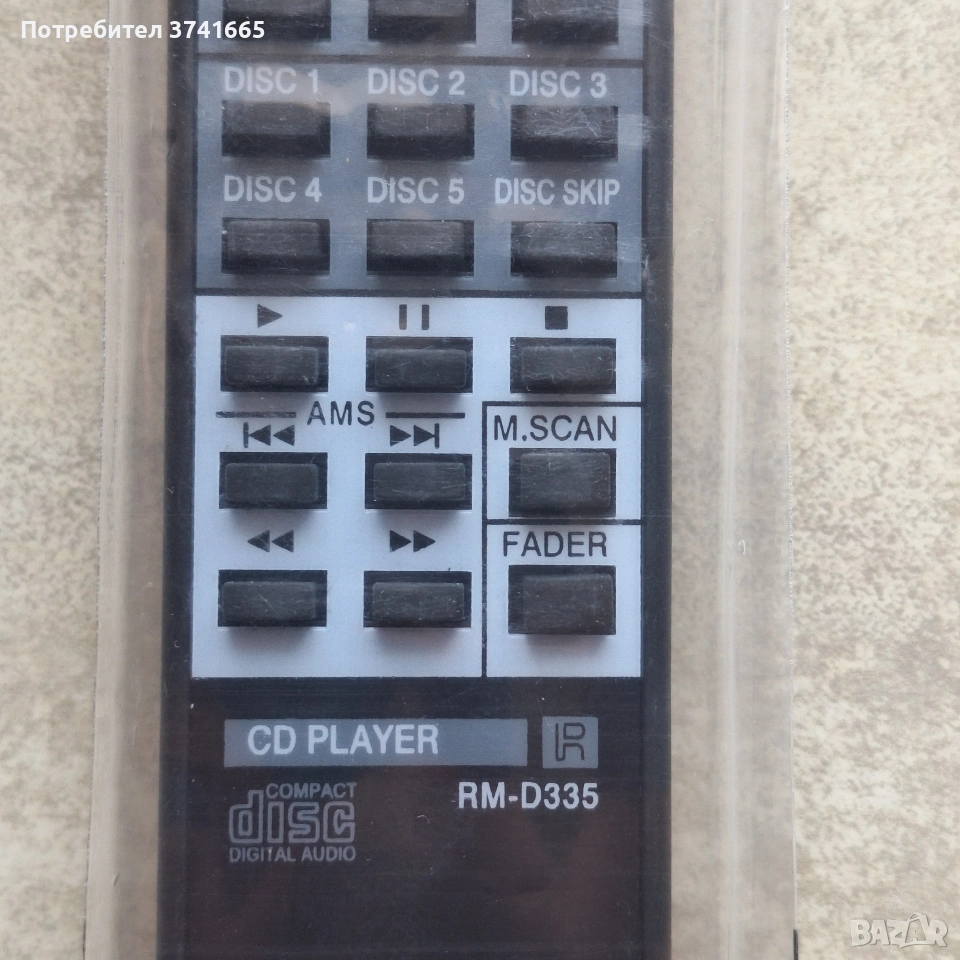 Потребител 3741665
DISC 1 DISC 2 DISC 3
DISC 4 DISC 5 DISC SKIP
AMS
M.SCAN
FADER
CD PLAYER R
COMPACT
disc
DIGITAL AUDIO
RM-D335
BAZAR